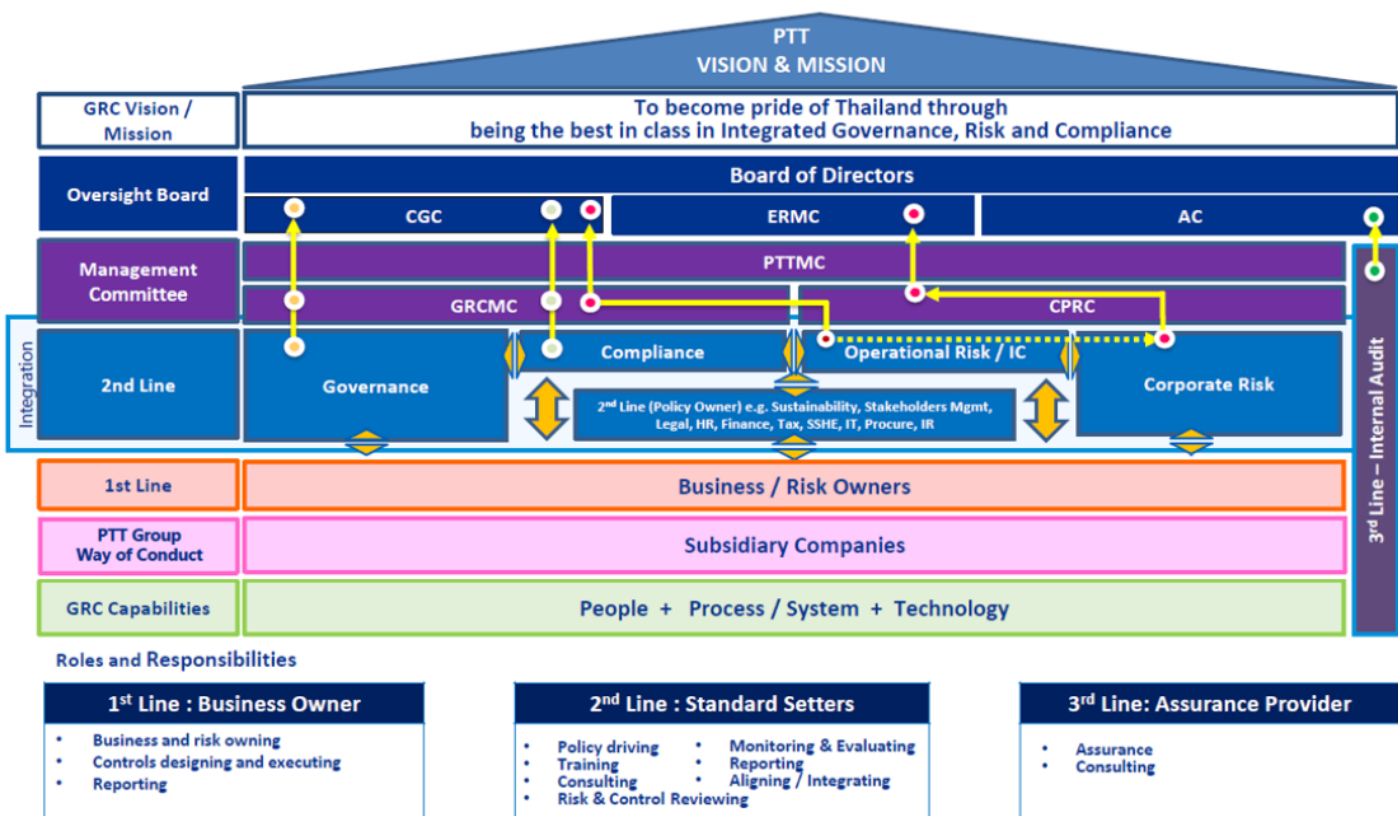 PTT
VISION & MISSION
GRC Vision /
Mission
To become pride of Thailand through
being the best in class in Integrated Governance, Risk and Compliance
Oversight Board
Board of Directors
CGC
ERMC
AC
Management
Committee
PTTMC
GRCMC
CPRC
Integration
2nd Line
Governance
Compliance
Operational Risk / IC
Corporate Risk
2nd Line (Policy Owner) e.g. Sustainability, Stakeholders Mgmt,
Legal, HR, Finance, Tax, SSHE, IT, Procure, IR
3rd Line – Internal Audit
1st Line
Business / Risk Owners
PTT Group
Way of Conduct
Subsidiary Companies
GRC Capabilities
People + Process / System + Technology
Roles and Responsibilities
1st Line : Business Owner
• Business and risk owning
• Controls designing and executing
• Reporting
2nd Line : Standard Setters
• Policy driving
• Training
• Consulting
• Risk & Control Reviewing
• Monitoring & Evaluating
• Reporting
• Aligning / Integrating
3rd Line: Assurance Provider
• Assurance
• Consulting